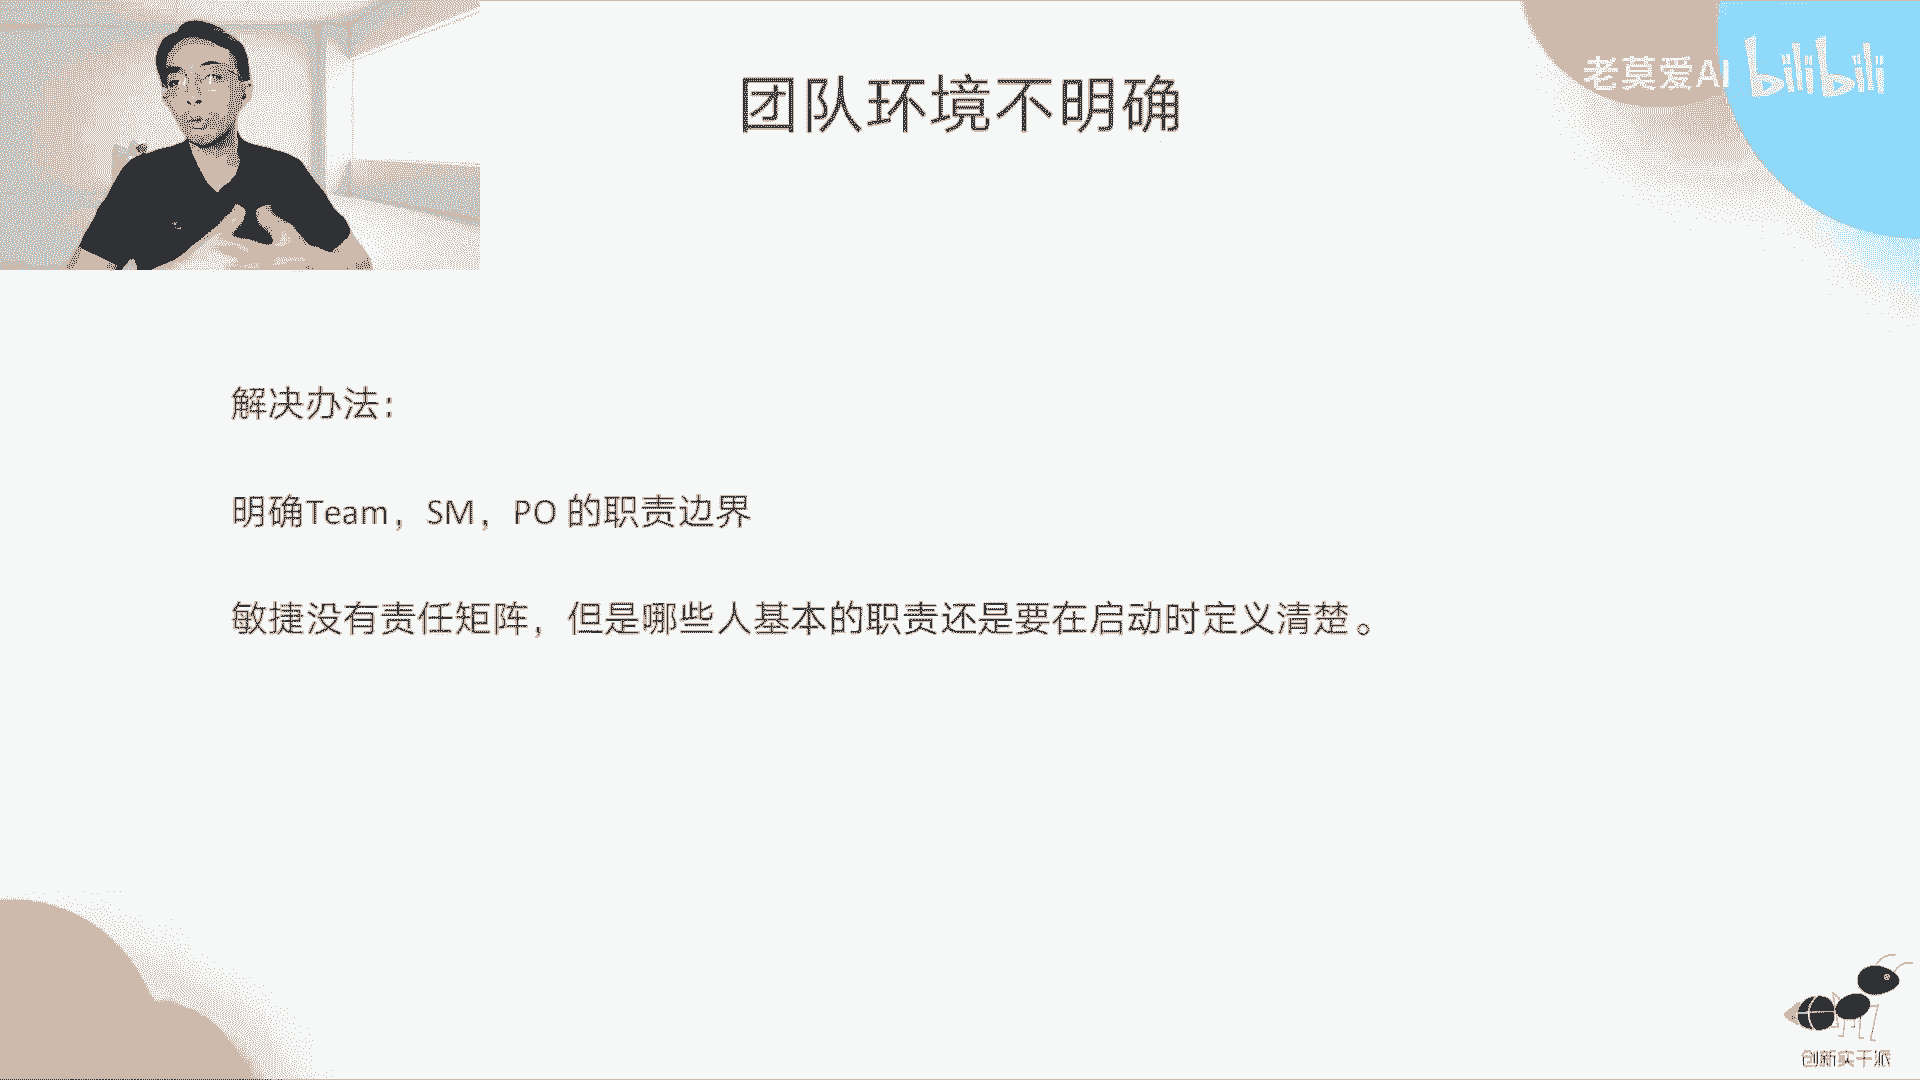 老莫爱AI bilibili
团队环境不明确
解决办法：
明确Team，SM，PO 的职责边界
敏捷没有责任矩阵，但是哪些人基本的职责还是要在启动时定义清楚。
创新实干派